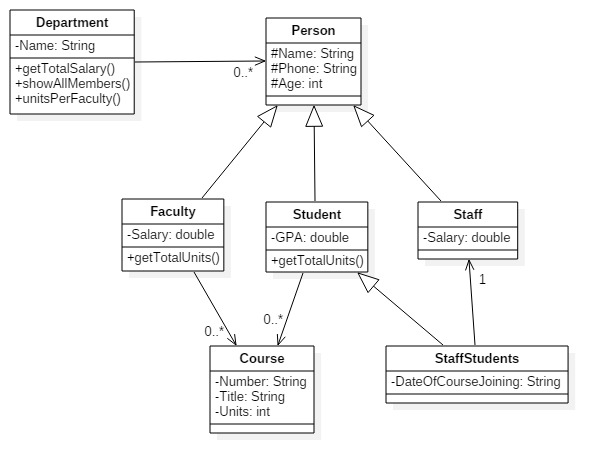 Department
-Name: String
+getTotalSalary()
+showAllMembers()
+unitsPerFaculty()
0..*
Person
#Name: String
#Phone: String
#Age: int
Faculty
-Salary: double
+getTotalUnits()
Student
-GPA: double
+getTotalUnits()
Staff
-Salary: double
0..*
0..*
1
Course
-Number: String
-Title: String
-Units: int
StaffStudents
-DateOfCourseJoining: String